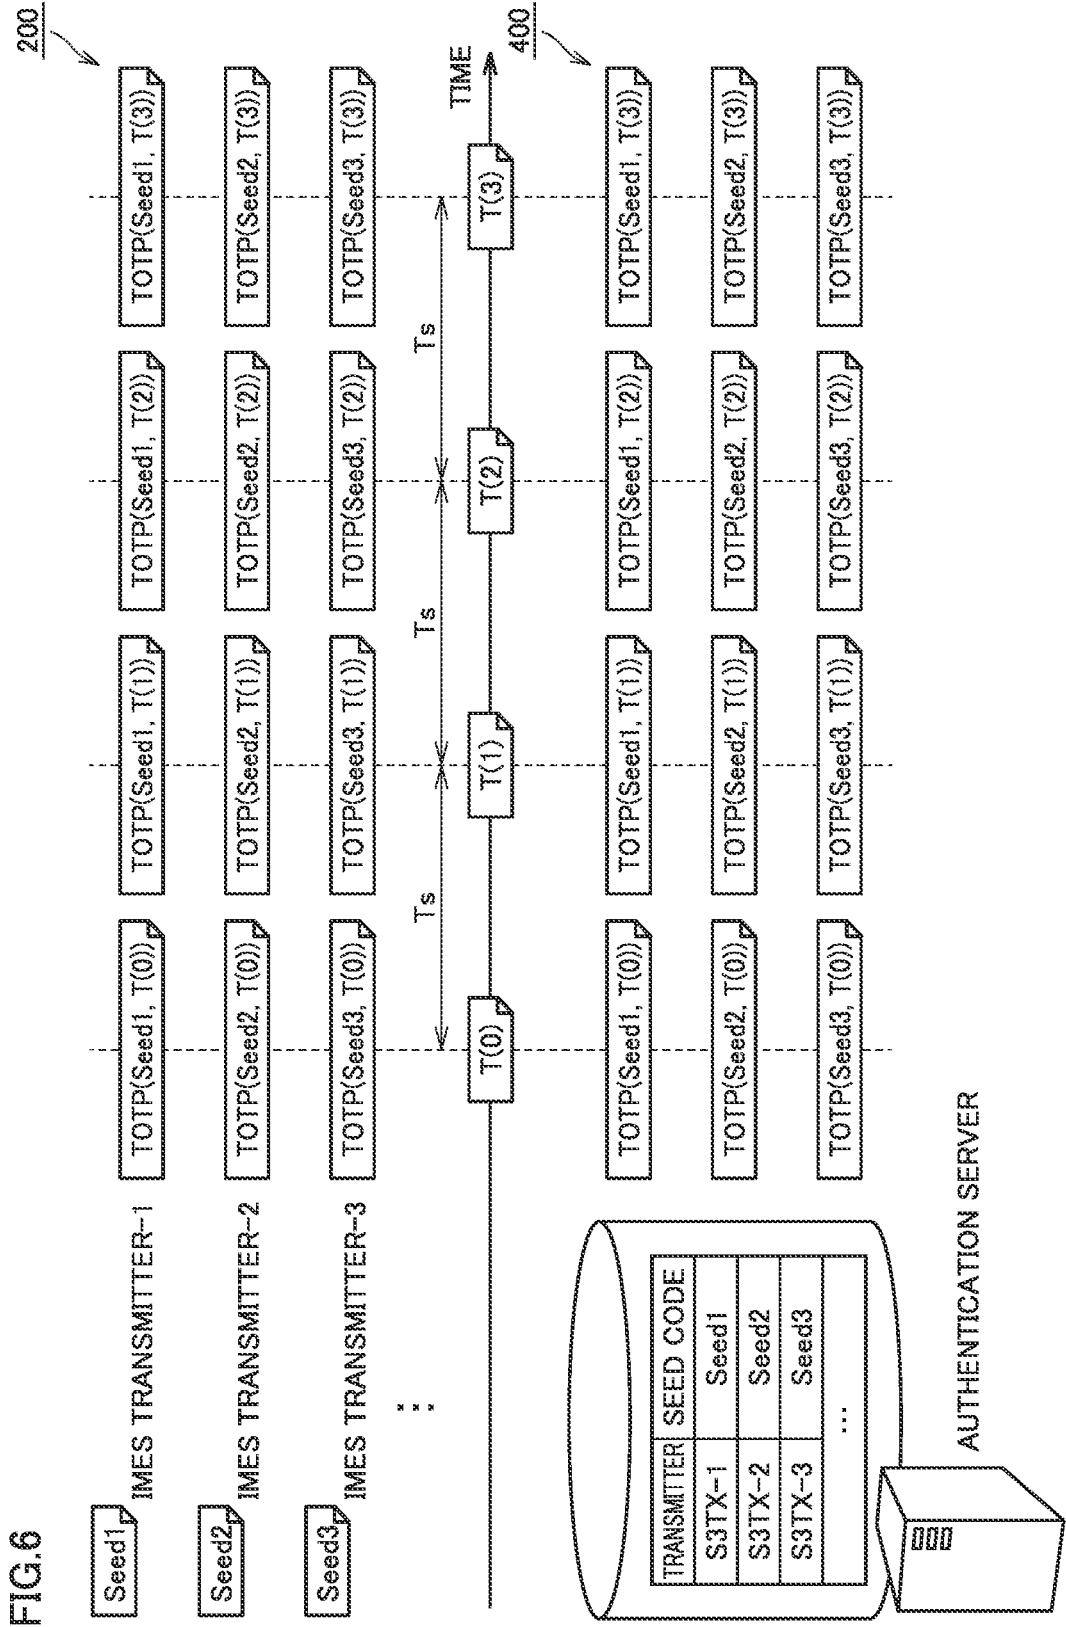 FIG.6
200
Seed1
IMES TRANSMITTER-1
TOTP(Seed1, T(0))
TOTP(Seed1, T(1))
TOTP(Seed1, T(2))
TOTP(Seed1, T(3))
Seed2
IMES TRANSMITTER-2
TOTP(Seed2, T(0))
TOTP(Seed2, T(1))
TOTP(Seed2, T(2))
TOTP(Seed2, T(3))
Seed3
IMES TRANSMITTER-3
TOTP(Seed3, T(0))
TOTP(Seed3, T(1))
TOTP(Seed3, T(2))
TOTP(Seed3, T(3))
...
Ts
Ts
Ts
TIME
T(0)
T(1)
T(2)
T(3)
400
TRANSMITTER SEED CODE
S3TX-1 Seed1
S3TX-2 Seed2
S3TX-3 Seed3
...
TOTP(Seed1, T(0))
TOTP(Seed1, T(1))
TOTP(Seed1, T(2))
TOTP(Seed1, T(3))
TOTP(Seed2, T(0))
TOTP(Seed2, T(1))
TOTP(Seed2, T(2))
TOTP(Seed2, T(3))
TOTP(Seed3, T(0))
TOTP(Seed3, T(1))
TOTP(Seed3, T(2))
TOTP(Seed3, T(3))
AUTHENTICATION SERVER